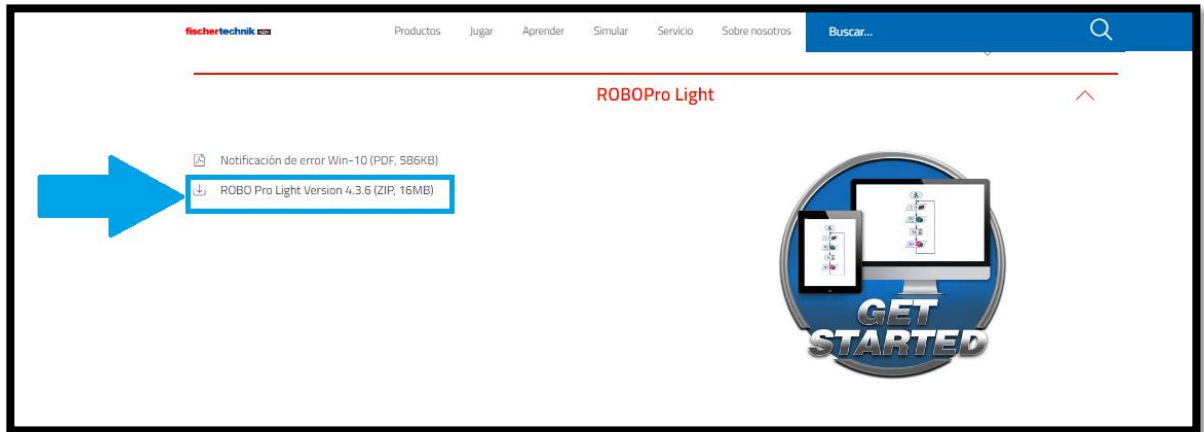 fischertechnik
Productos Jugar Aprender Simular Servicio Sobre nosotros Buscar...
ROBOPro Light
Notificación de error Win-10 (PDF, 586KB)
ROBO Pro Light Version 4.3.6 (ZIP, 16MB)
GET
STARTED